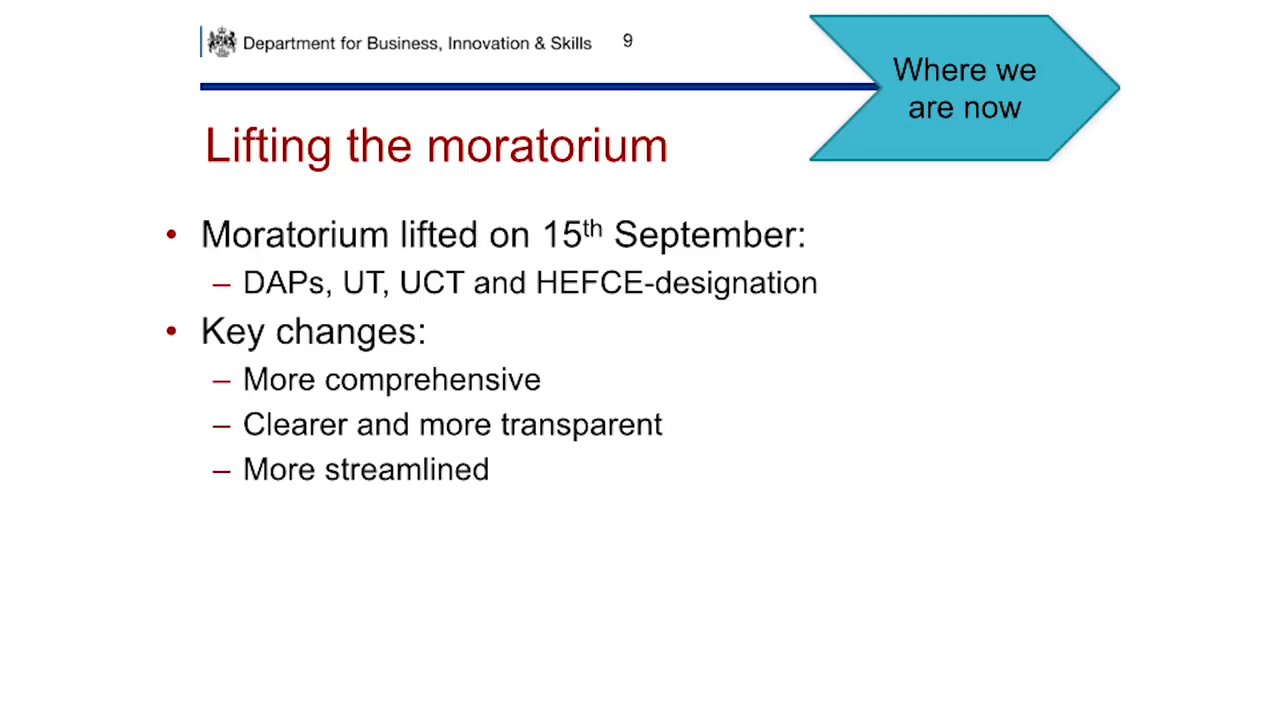 Department for Business, Innovation & Skills
9
Where we
are now
Lifting the moratorium
• Moratorium lifted on 15th September:
– DAPs, UT, UCT and HEFCE-designation
• Key changes:
– More comprehensive
– Clearer and more transparent
– More streamlined